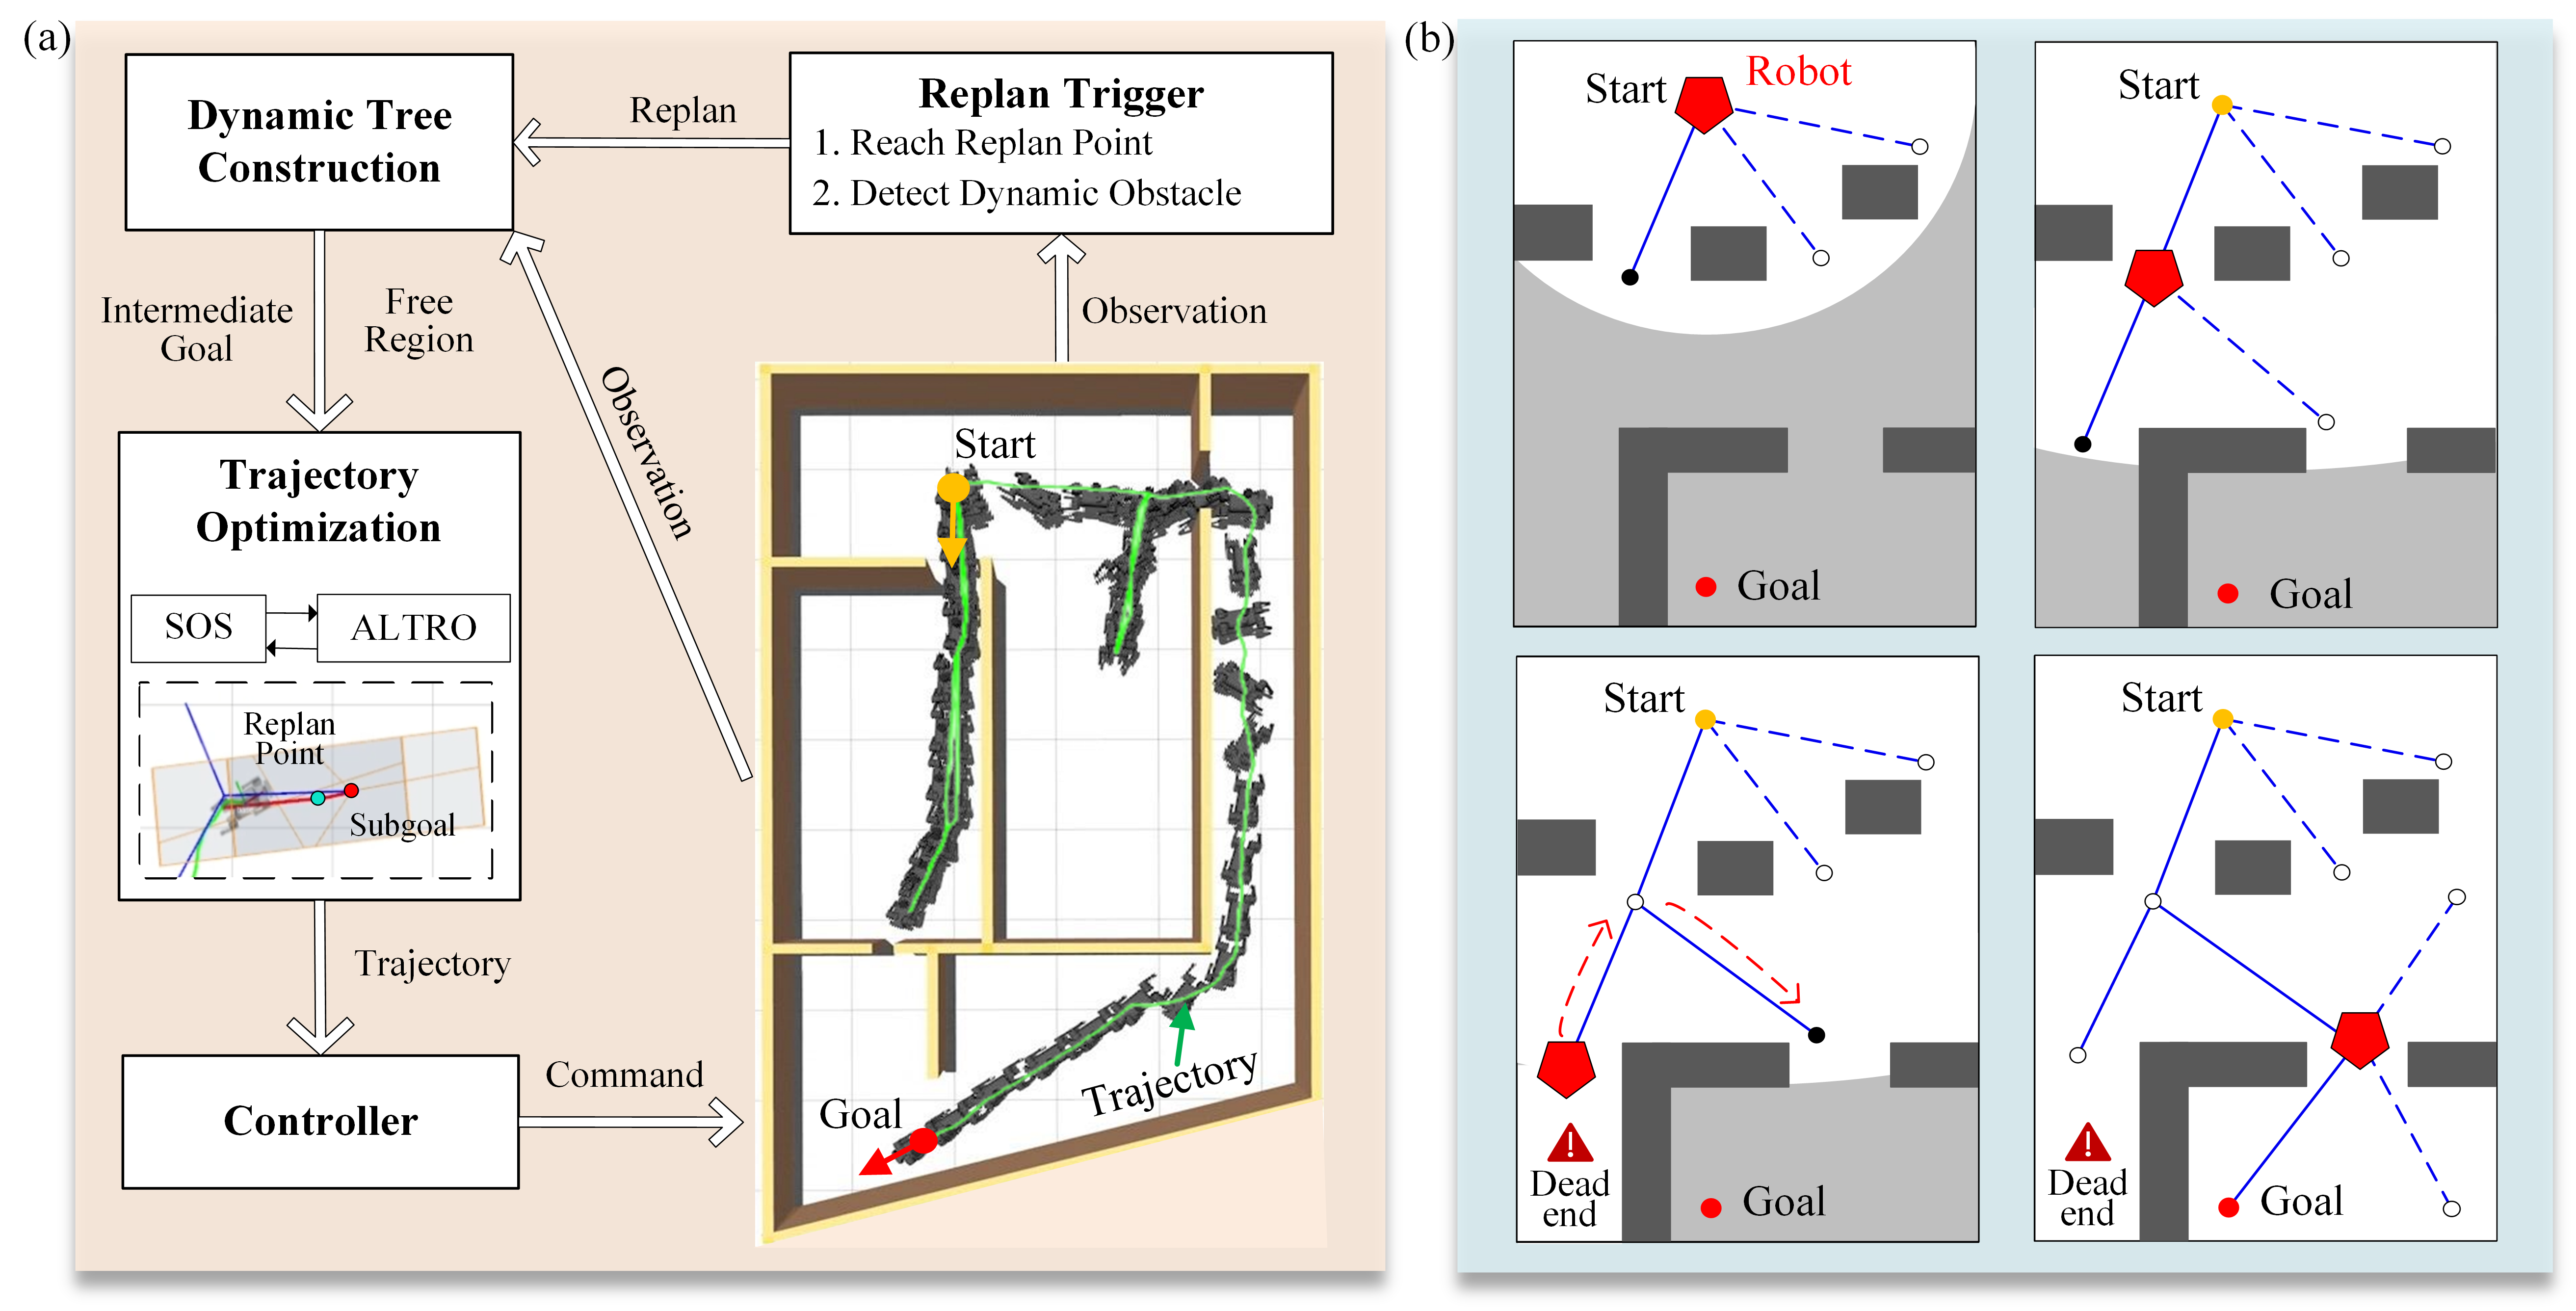 (a)
Dynamic Tree
Construction
Replan
Replan Trigger
1. Reach Replan Point
2. Detect Dynamic Obstacle
Intermediate
Goal
Free
Region
Observation
Observation
Trajectory
Optimization
SOS
ALTRO
Replan
Point
Subgoal
Trajectory
Controller
Command
Start
Trajectory
Goal
(b)
Start
Robot
Goal
Start
Goal
Start
Dead
end
Goal
Start
Dead
end
Goal